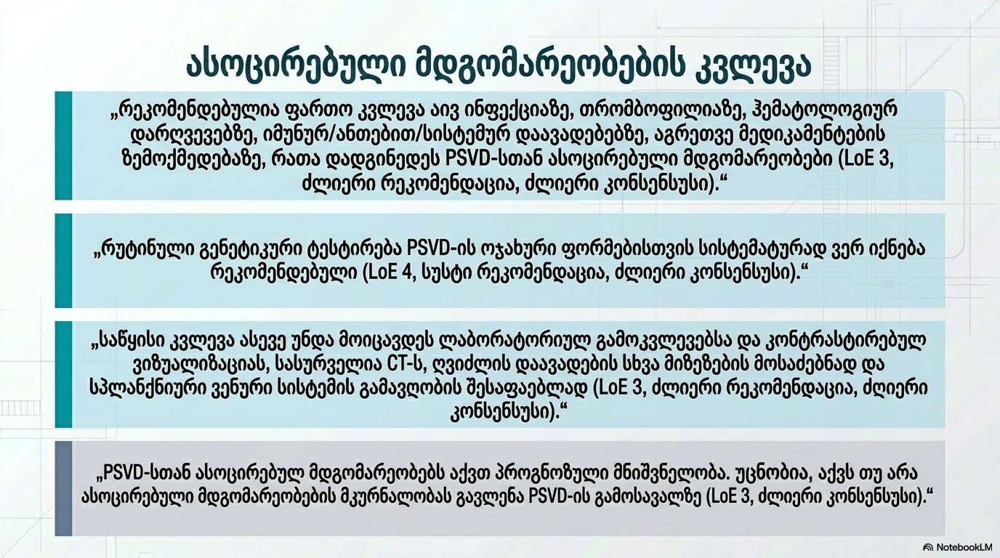 ასოცირებული მდგომარეობების კვლევა
„რეკომენდებულია ფართო კვლევა აივ ინფექციაზე, თრომბოფილიაზე, ჰემატოლოგიურ
დარღვევებზე, იმუნურ/ანთებით/სისტემურ დაავადებებზე, აგრეთვე მედიკამენტების
ზემოქმედებაზე, რათა დადგინედეს PSVD-სთან ასოცირებული მდგომარეობები (LoE 3,
ძლიერი რეკომენდაცია, ძლიერი კონსენსუსი).“
„რუტინული გენეტიკური ტესტირება PSVD-ის ოჯახური ფორმებისთვის სისტემატურად ვერ იქნება
რეკომენდებული (LoE 4, სუსტი რეკომენდაცია, ძლიერი კონსენსუსი).“
„საწყისი კვლევა ასევე უნდა მოიცავდეს ლაბორატორიულ გამოკვლევებსა და კონტრასტირებულ
ვიზუალიზაციას, სასურველია CT-ს, ღვიძლის დაავადების სხვა მიზეზების მოსაძებნად და
სპლანქნიური ვენური სისტემის გამავღობის შესაფაებლად (LoE 3, ძლიერი რეკომენდაცია, ძღიერი
კონსენსუსი).“
„PSVD-სთან ასოცირებულ მდგომარეობებს აქვთ პროგნოზული მნიშვნელობა. უცნობია, აქვს თუ არა
ასოცირებული მდგომარეობების მკურნალობას გავლენა PSVD-ის გამოსავალზე (LoE 3, ძლიერი კონსენსუსი).“
NotebookLM